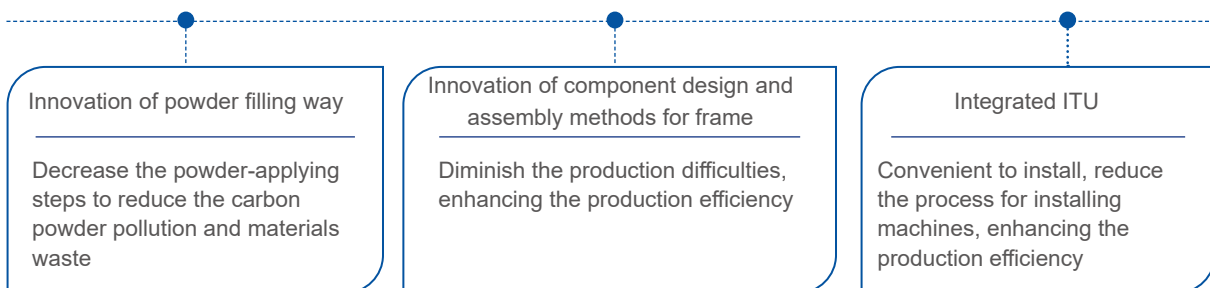 Innovation of powder filling way
Decrease the powder-applying
steps to reduce the carbon
powder pollution and materials
waste
Innovation of component design and
assembly methods for frame
Diminish the production difficulties,
enhancing the production efficiency
Integrated ITU
Convenient to install, reduce
the process for installing
machines, enhancing the
production efficiency